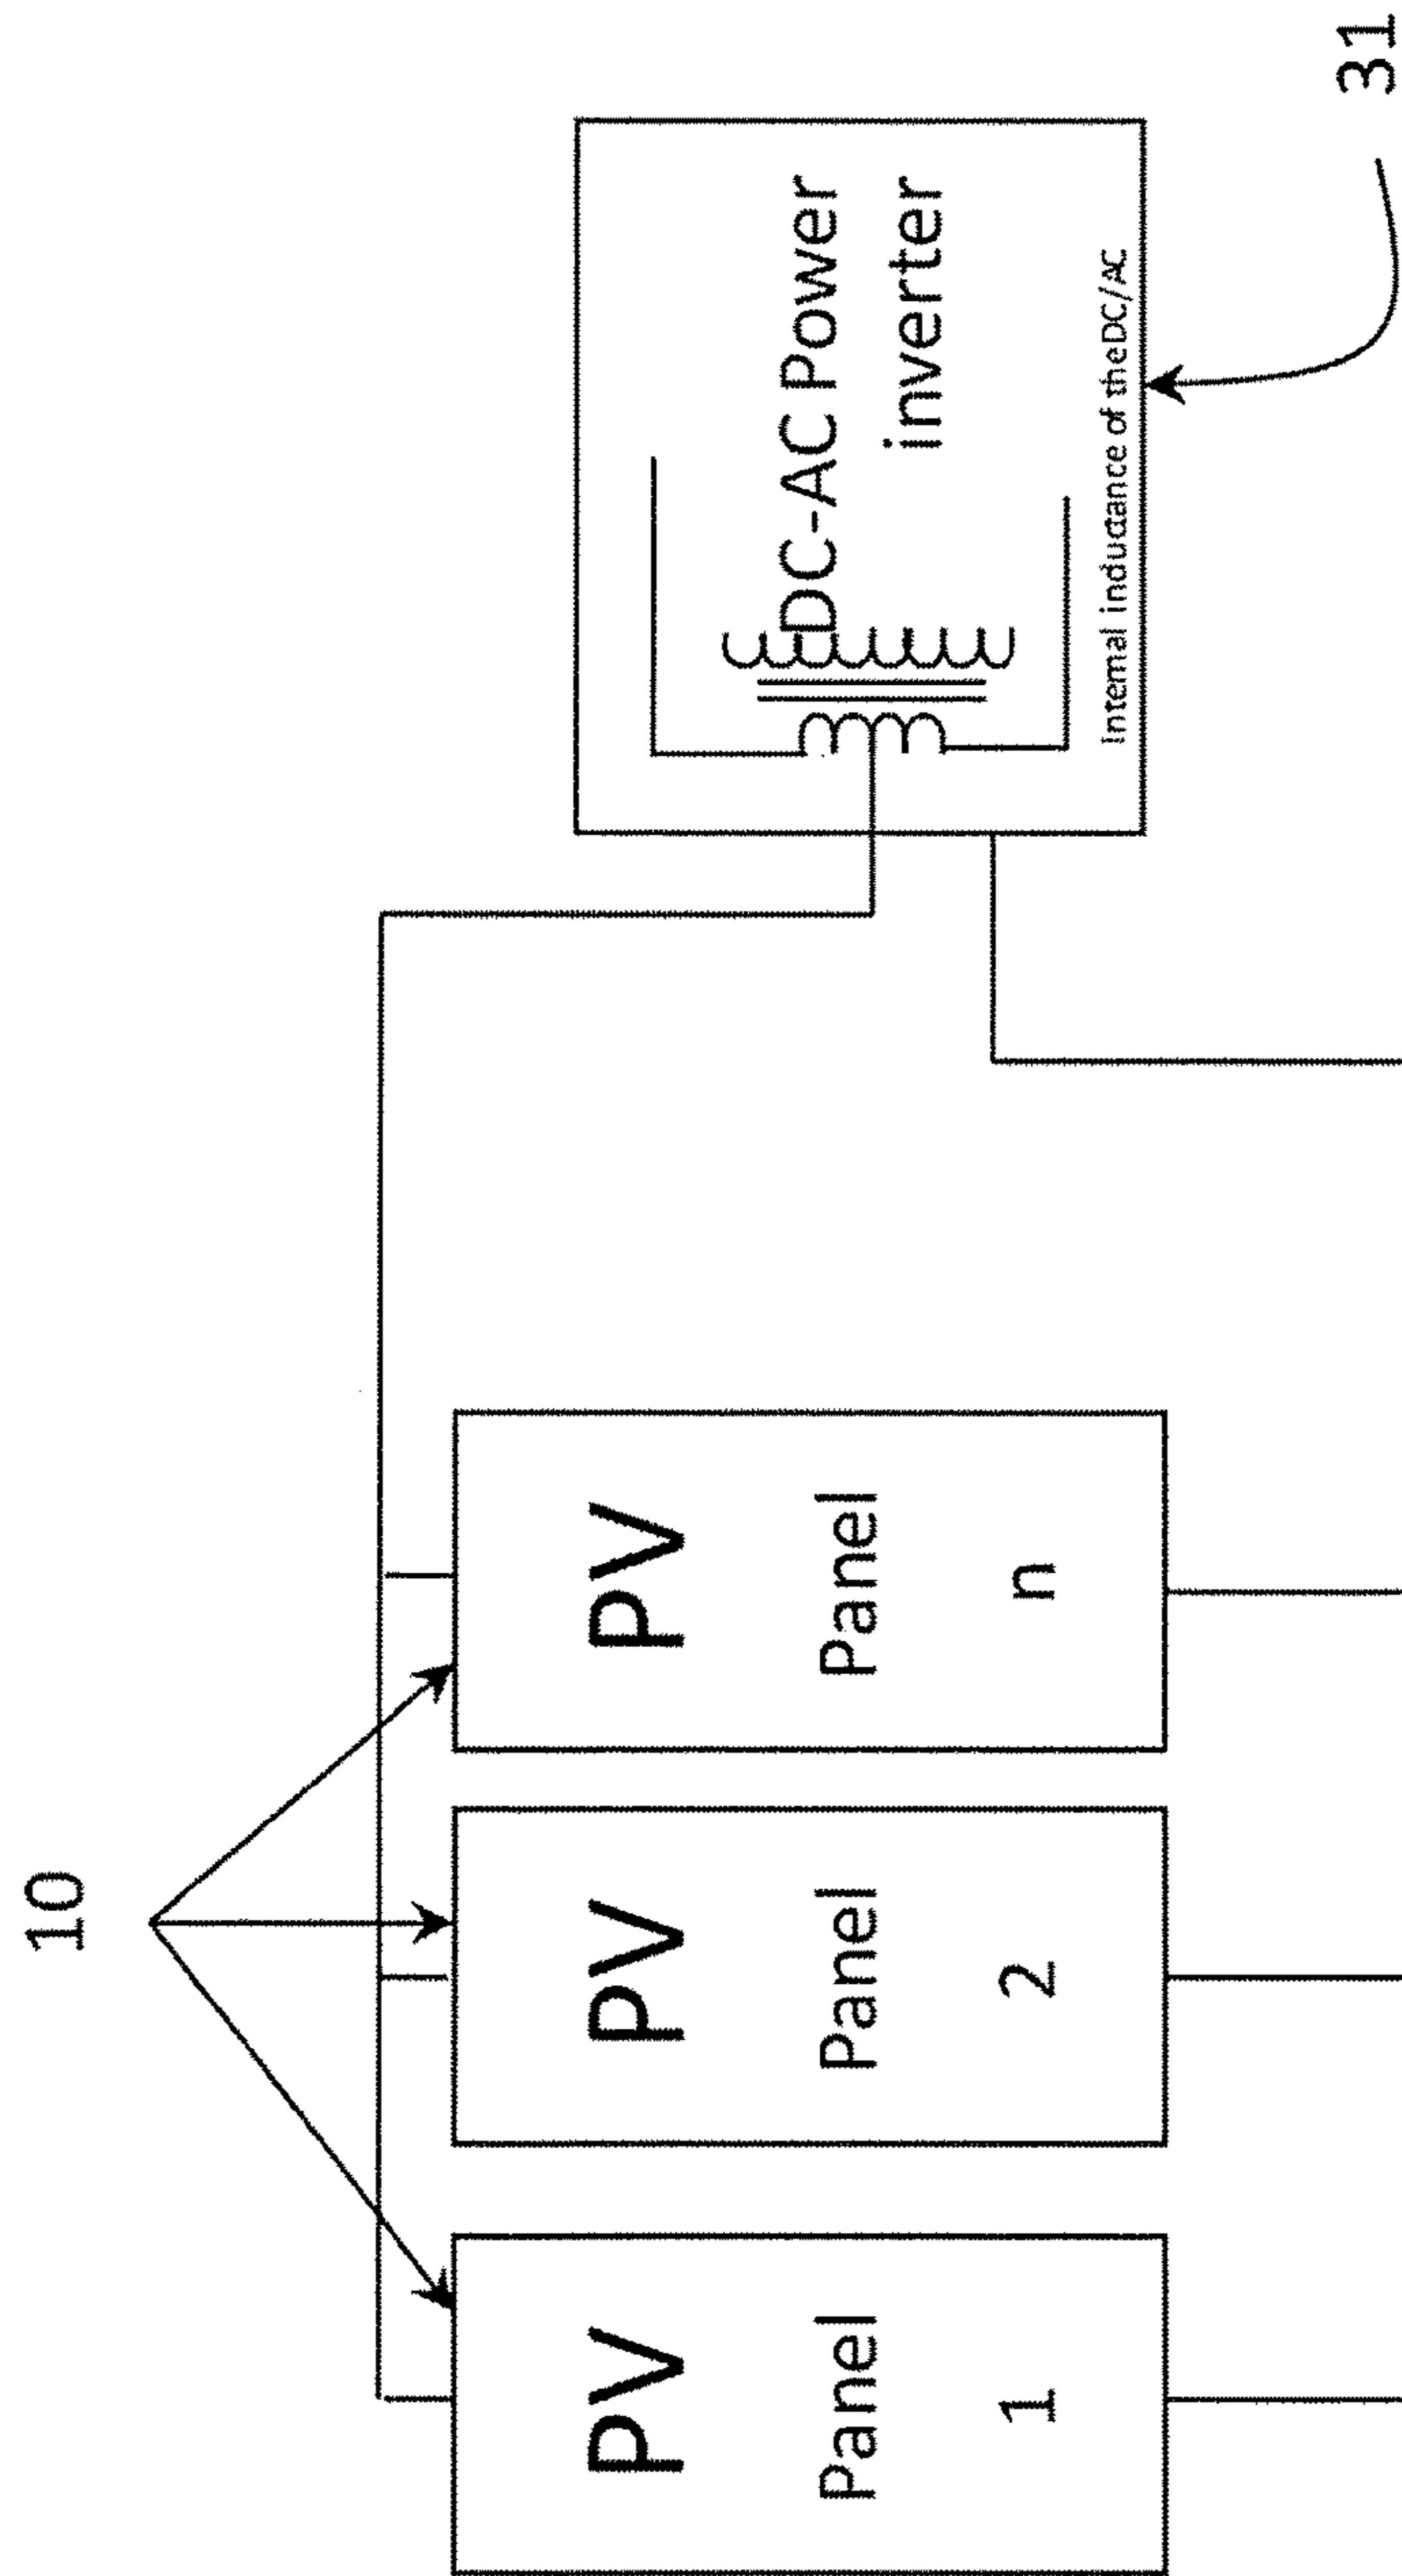 10
PV
Panel
1
PV
Panel
2
PV
Panel
n
DC-AC Power
inverter
Internal inductance of the DC/AC
31